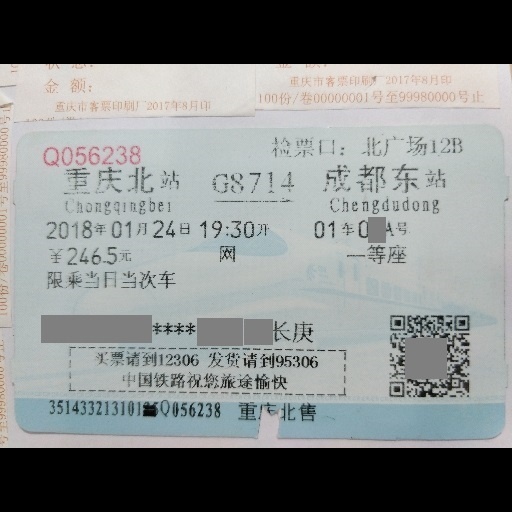 金 额:
重庆市客票印刷厂2017年8月印
重庆市客票印刷厂2017年8月印
100份/卷00000001号至99980000号止
Q056238
检票口: 北广场12B
重庆北站 G8714 成都东站
Chongqingbei Chengdudong
2018年01月24日 19:30开 01车0 A号
¥246.5元 网 一等座
限乘当日当次车
**** 长庚
买票请到12306 发货请到95306
中国铁路祝您旅途愉快
Q056238 重庆北售